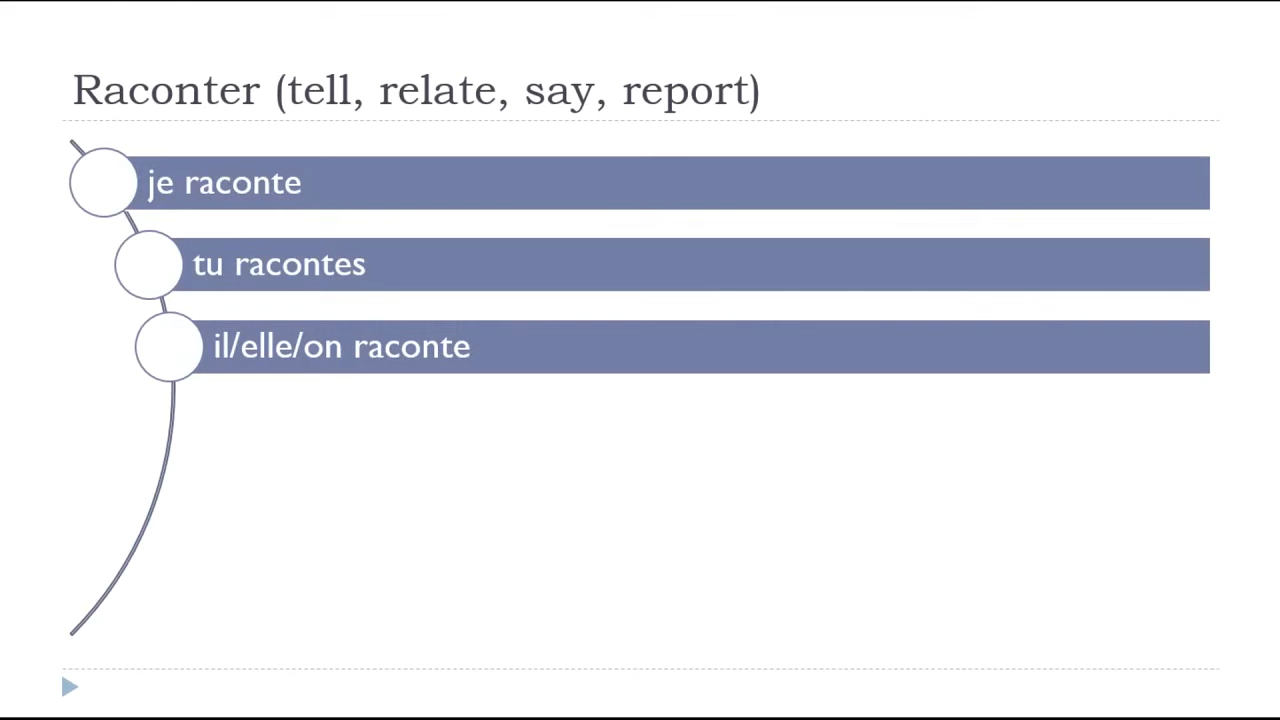 Raconter (tell, relate, say, report)
je raconte
tu racontes
il/elle/on raconte